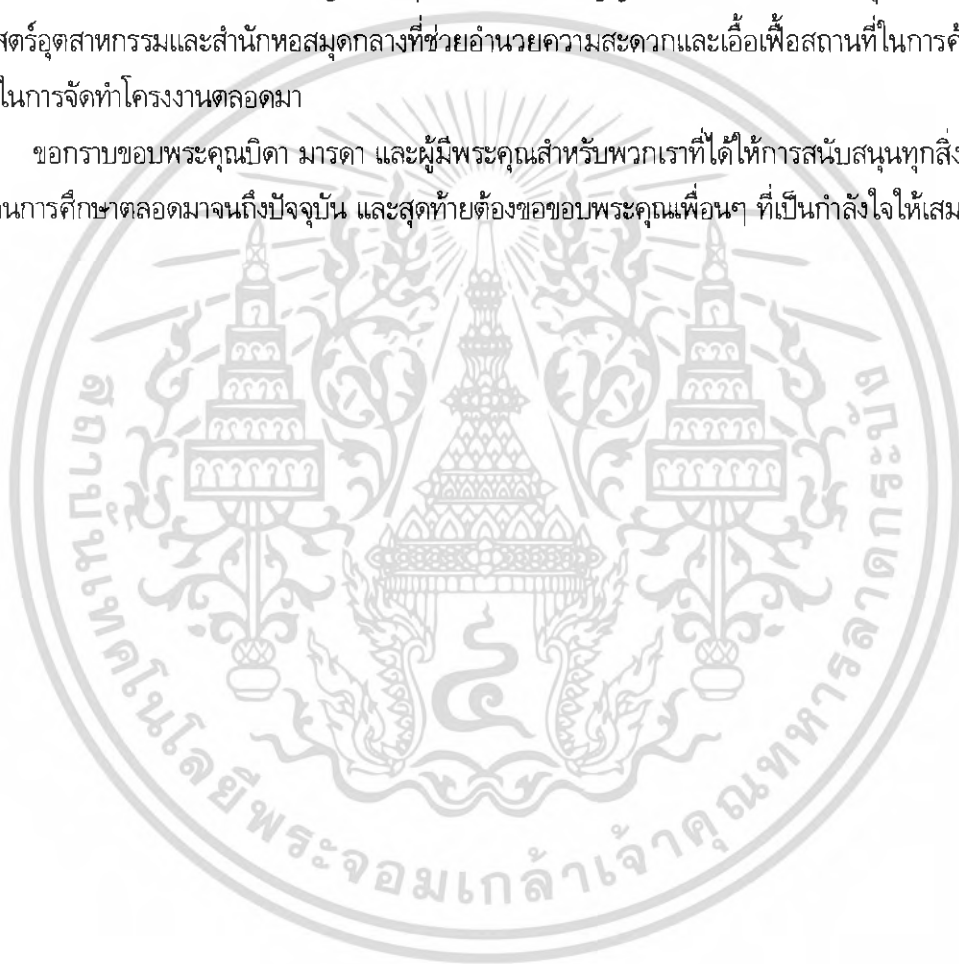 สตร์อุตสาหกรรมและสำนักหอสมุดกลางที่ช่วยอำนวยความสะดวกและเอื้อเฟื้อสถานที่ในการค้
ในการจัดทำโครงงานตลอดมา
ขอกราบขอบพระคุณบิดา มารดา และผู้มีพระคุณสำหรับพวกเราที่ได้ให้การสนับสนุนทุกสิ่ง
านการศึกษาตลอดมาจนถึงปัจจุบัน และสุดท้ายต้องขอขอบพระคุณเพื่อนๆ ที่เป็นกำลังใจให้เสม
สถาบันเทคโนโลยีพระจอมเกล้าเจ้าคุณทหารลาดกระบัง
๔